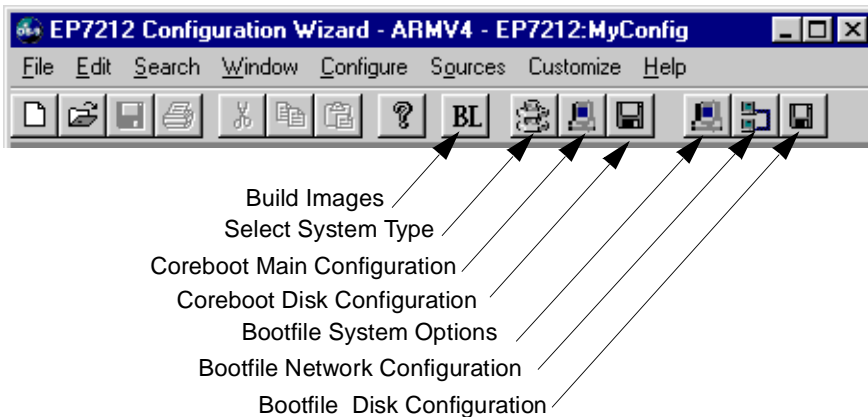 EP7212 Configuration Wizard - ARMV4 - EP7212:MyConfig
File Edit Search Window Configure Sources Customize Help
BL
Build Images
Select System Type
Coreboot Main Configuration
Coreboot Disk Configuration
Bootfile System Options
Bootfile Network Configuration
Bootfile Disk Configuration